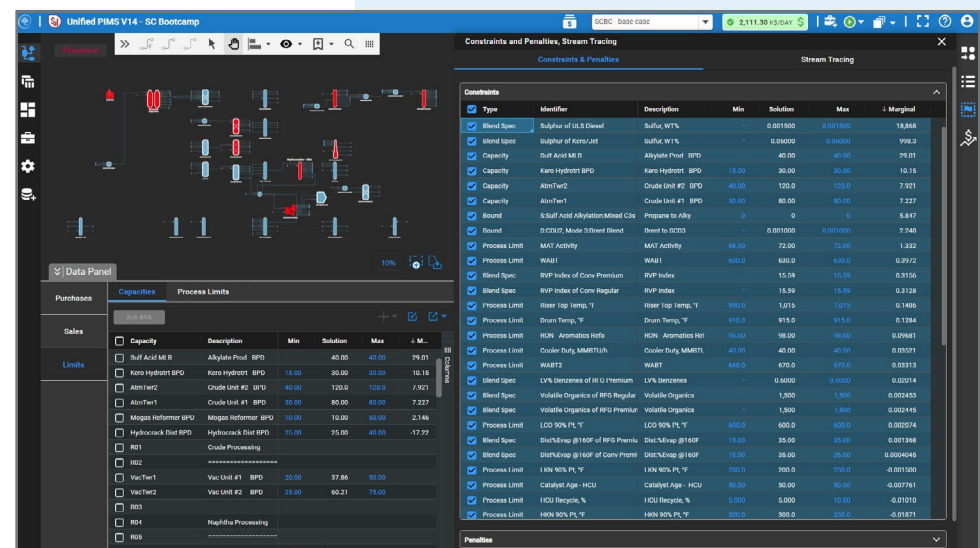 Unified PIMS V14 - SC Bootcamp
SCBC - base case
2,111.30 K$/DAY $
Constraints and Penalties, Stream Tracing
Constraints & Penalties Stream Tracing
Constraints
Type Identifier Description Min Solution Max ↓ Marginal
Blend Spec Sulphur of ULS Diesel Sulfur, WT% - 0.001500 0.001500 18,868
Blend Spec Sulphur of Kero/Jet Sulfur, WT% - 0.05000 0.05000 998.3
Capacity Sulf Acid MLB Alkylate Prod BPD - 40.00 40.00 29.01
Capacity Kero Hydrotrt BPD Kero Hydrotrt BPD 15.00 30.00 30.00 10.15
Capacity AtmTwr2 Crude Unit #2 BPD 40.00 120.0 120.0 7.921
Capacity AtmTwr1 Crude Unit #1 BPD 30.00 80.00 80.00 7.227
Bound S:Sulf Acid Alkylation:Mixed C3s Propane to Alky 0 0 0 5.847
Bound S:CDU2, Mode 3:Brent Blend Brent to SCD3 - 0.001000 0.001000 2.248
Process Limit MAT Activity MAT Activity 68.00 72.00 72.00 1.332
Process Limit WABT WABT 600.0 630.0 630.0 0.3972
Blend Spec RVP Index of Conv Premium RVP Index - 15.59 15.59 0.3156
Blend Spec RVP Index of Conv Regular RVP Index - 15.59 15.59 0.3128
Process Limit Riser Top Temp, °F Riser Top Temp, °F 990.0 1,015 1,015 0.1486
Process Limit Drum Temp, °F Drum Temp, °F 910.0 915.0 915.0 0.1284
Process Limit RON - Aromatics Refo RON - Aromatics Ref 96.00 98.00 98.00 0.09681
Process Limit Cooler Duty, MMBTU/h Cooler Duty, MMBTL 40.00 40.00 0.03521
Process Limit WABT2 WABT2 640.0 670.0 670.0 0.03313
Blend Spec LV% Benzenes of RFG Premium LV% Benzenes - 0.6000 0.6000 0.02014
Blend Spec Volatile Organics of RFG Regular Volatile Organics - 1,500 1,500 0.002453
Blend Spec Volatile Organics of RFG Premium Volatile Organics - 1,500 1,500 0.002445
Process Limit LCO 90% Pt, °F LCO 90% Pt, °F 600.0 600.0 0.002074
Blend Spec Dist%Evap @160F of RFG Premiu Dist:%Evap @160F 15.00 35.00 35.00 0.001368
Blend Spec Dist%Evap @160F of Conv Premi Dist:%Evap @160F 15.00 35.00 35.00 0.0004045
Process Limit LKN 90% Pt, °F LKN 90% Pt, °F 200.0 200.0 250.0 -0.001500
Process Limit Catalyst Age - HCU Catalyst Age - HCU 50.00 50.00 -0.007761
Process Limit HCU Recycle, % HCU Recycle, % 5.000 5.000 10.00 -0.01010
Process Limit HKN 90% Pt, °F HKN 90% Pt, °F 300.0 300.0 350.0 -0.01871
Penalties
10%
Data Panel
Purchases
Sales
Limits
Capacities Process Limits
Ask AVA
Capacity Description Min Solution Max ↓ M...
Sulf Acid MLB Alkylate Prod BPD 40.00 40.00 29.01
Kero Hydrotrt BPD Kero Hydrotrt BPD 15.00 30.00 30.00 10.15
AtmTwr2 Crude Unit #2 BPD 40.00 120.0 120.0 7.921
AtmTwr1 Crude Unit #1 BPD 30.00 80.00 80.00 7.227
Mogas Reformer BPD Mogas Reformer BPD 10.00 10.00 2.146
Hydrocrack Dist BPD Hydrocrack Dist BPD 25.00 25.00 40.00 -17.22
R01 Crude Processing
R02 ===================
VacTwr1 Vac Unit #1 BPD 20.00 37.86 50.00
VacTwr2 Vac Unit #2 BPD 25.00 60.21 75.00
R03
R04 Naphtha Processing
R05 -------------------
Columns